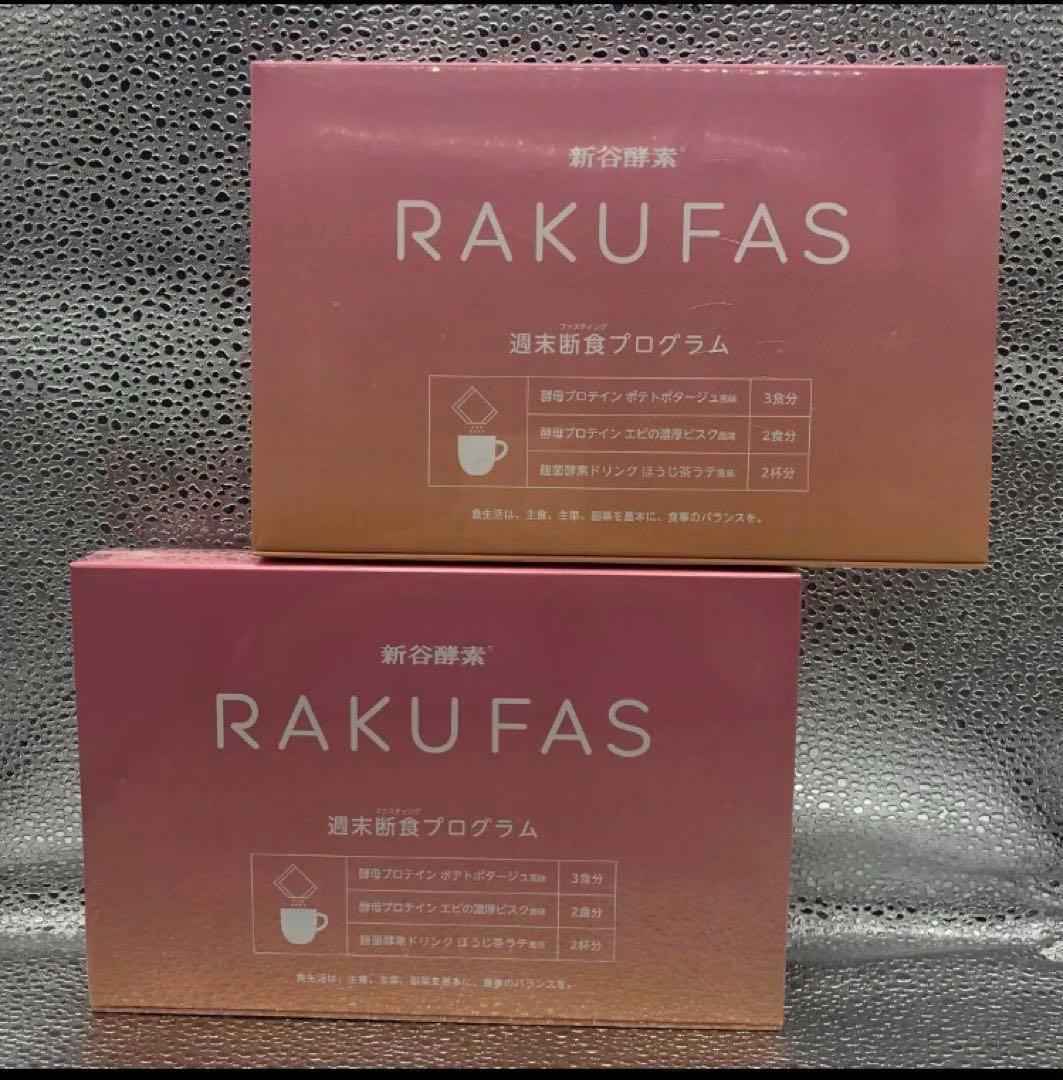 新谷酵素®
RAKUFAS
ファスティング
週末断食プログラム
酵母プロテイン ポテトポタージュ風味 3食分
酵母プロテイン エビの濃厚ビスク風味 2食分
麹菌酵素ドリンク ほうじ茶ラテ風味 2杯分
食生活は、主食、主菜、副菜を基本に、食事のバランスを。
新谷酵素®
RAKUFAS
ファスティング
週末断食プログラム
酵母プロテイン ポテトポタージュ風味 3食分
酵母プロテイン エビの濃厚ビスク風味 2食分
麹菌酵素ドリンク ほうじ茶ラテ風味 2杯分
食生活は、主食、主菜、副菜を基本に、食事のバランスを。